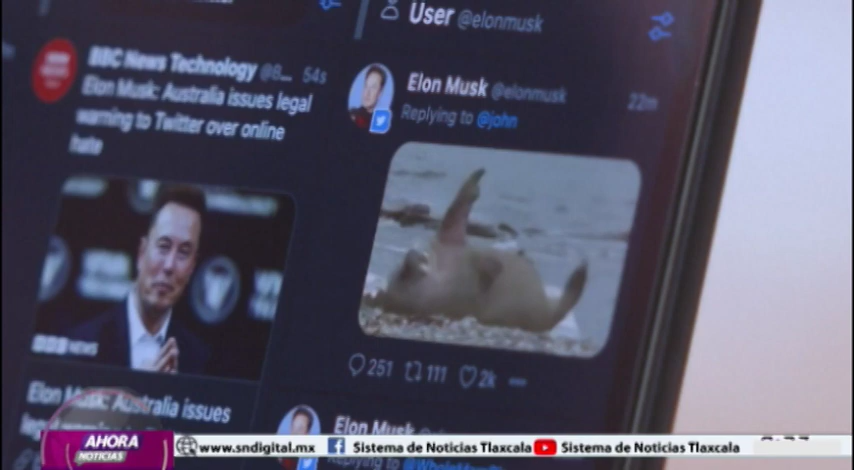 User @elonmusk
BBC News Technology @B... 54s
Elon Musk: Australia issues legal
warning to Twitter over online
hate
BBC NEWS
Elon Musk: Australia issues
Elon Musk @elonmusk 22m
Replying to @john
251 111 2k
Elon Musk
Replying to
AHORA
NOTICIAS
www.sndigital.mx
Sistema de Noticias Tlaxcala
Sistema de Noticias Tlaxcala